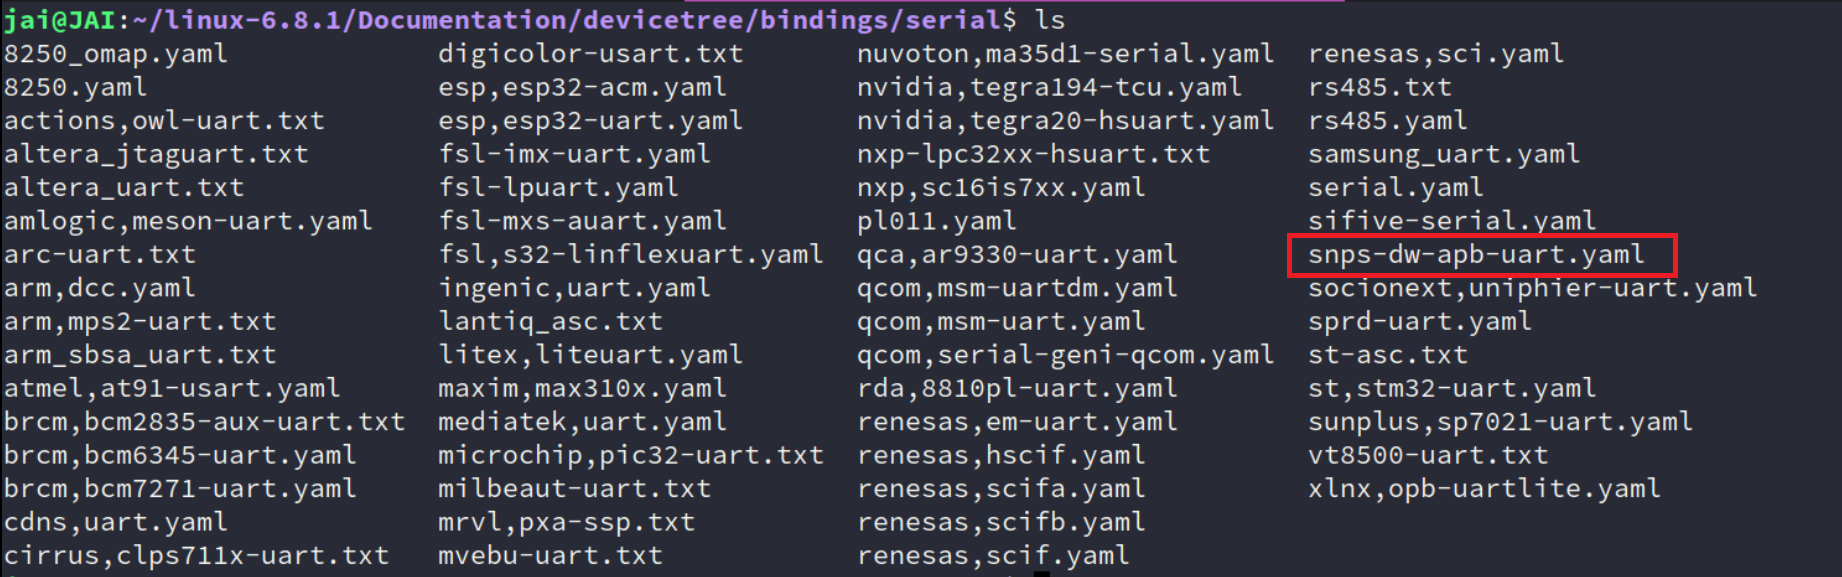 jai@JAI:~/linux-6.8.1/Documentation/devicetree/bindings/serial$ ls
8250_omap.yaml digicolor-usart.txt nuvoton,ma35d1-serial.yaml renesas,sci.yaml
8250.yaml esp,esp32-acm.yaml nvidia,tegra194-tcu.yaml rs485.txt
actions,owl-uart.txt esp,esp32-uart.yaml nvidia,tegra20-hsuart.yaml rs485.yaml
altera_jtaguart.txt fsl-imx-uart.yaml nxp-lpc32xx-hsuart.txt samsung_uart.yaml
altera_uart.txt fsl-lpuart.yaml nxp,sc16is7xx.yaml serial.yaml
amlogic,meson-uart.yaml fsl-mxs-auart.yaml pl011.yaml sifive-serial.yaml
arc-uart.txt fsl,s32-linflexuart.yaml qca,ar9330-uart.yaml snps-dw-apb-uart.yaml
arm,dcc.yaml ingenic,uart.yaml qcom,msm-uartdm.yaml socionext,uniphier-uart.yaml
arm,mps2-uart.txt lantiq_asc.txt qcom,msm-uart.yaml sprd-uart.yaml
arm_sbsa_uart.txt litex,liteuart.yaml qcom,serial-geni-qcom.yaml st-asc.txt
atmel,at91-usart.yaml maxim,max310x.yaml rda,8810pl-uart.yaml st,stm32-uart.yaml
brcm,bcm2835-aux-uart.txt mediatek,uart.yaml renesas,em-uart.yaml sunplus,sp7021-uart.yaml
brcm,bcm6345-uart.yaml microchip,pic32-uart.txt renesas,hscif.yaml vt8500-uart.txt
brcm,bcm7271-uart.yaml milbeaut-uart.txt renesas,scifa.yaml xlnx,opb-uartlite.yaml
cdns,uart.yaml mrvl,pxa-ssp.txt renesas,scifb.yaml
cirrus,clps711x-uart.txt mvebu-uart.txt renesas,scif.yaml